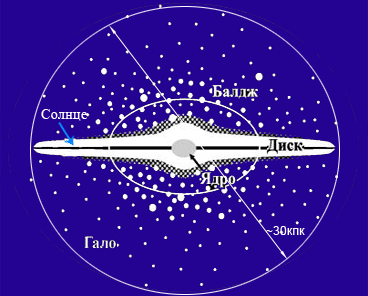 Балдж
Солнце
Диск
Ядро
~30кпк
Гало